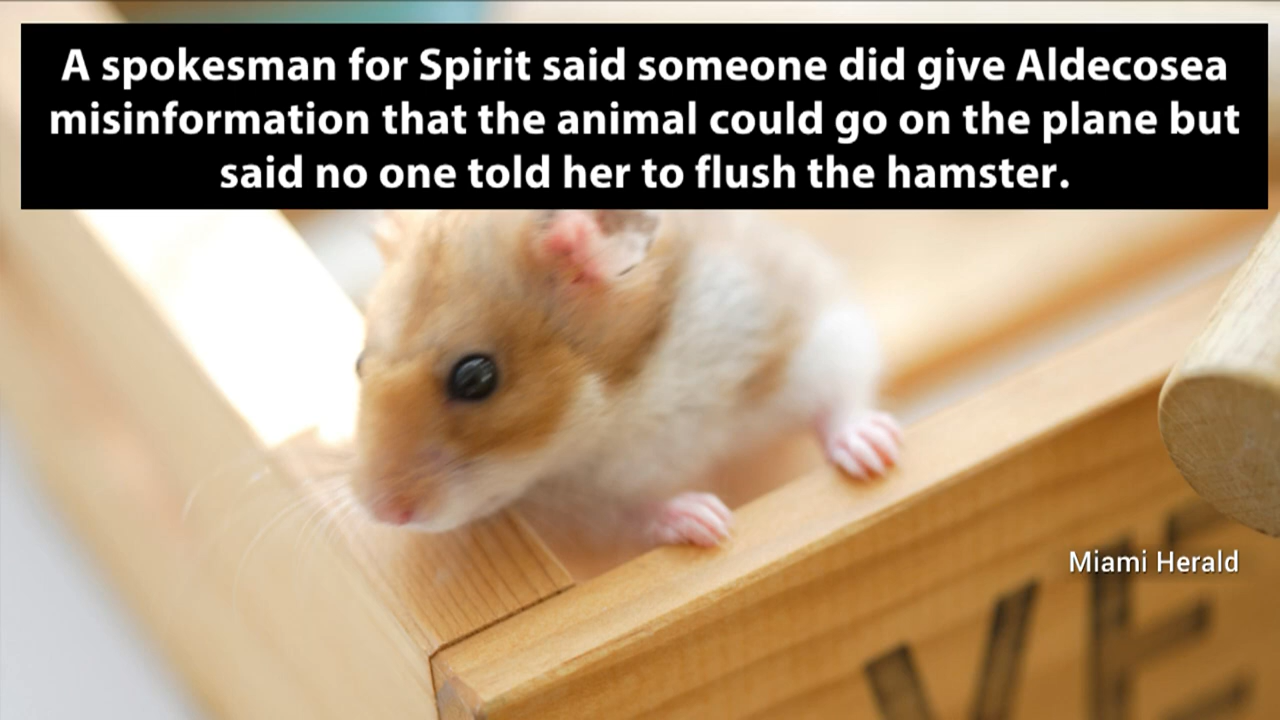 A spokesman for Spirit said someone did give Aldecosea
misinformation that the animal could go on the plane but
said no one told her to flush the hamster.
Miami Herald
VE